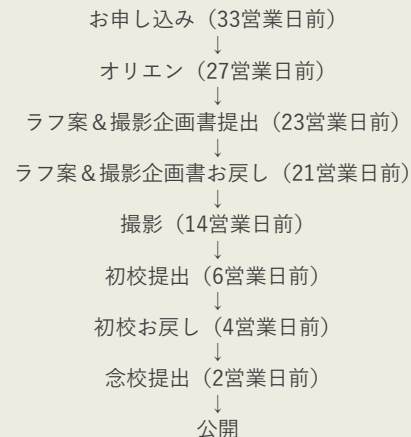 お申し込み（33営業日前）
↓
オリエン（27営業日前）
↓
ラフ案＆撮影企画書提出（23営業日前）
↓
ラフ案＆撮影企画書お戻し（21営業日前）
↓
撮影（14営業日前）
↓
初校提出（6営業日前）
↓
初校お戻し（4営業日前）
↓
念校提出（2営業日前）
↓
公開